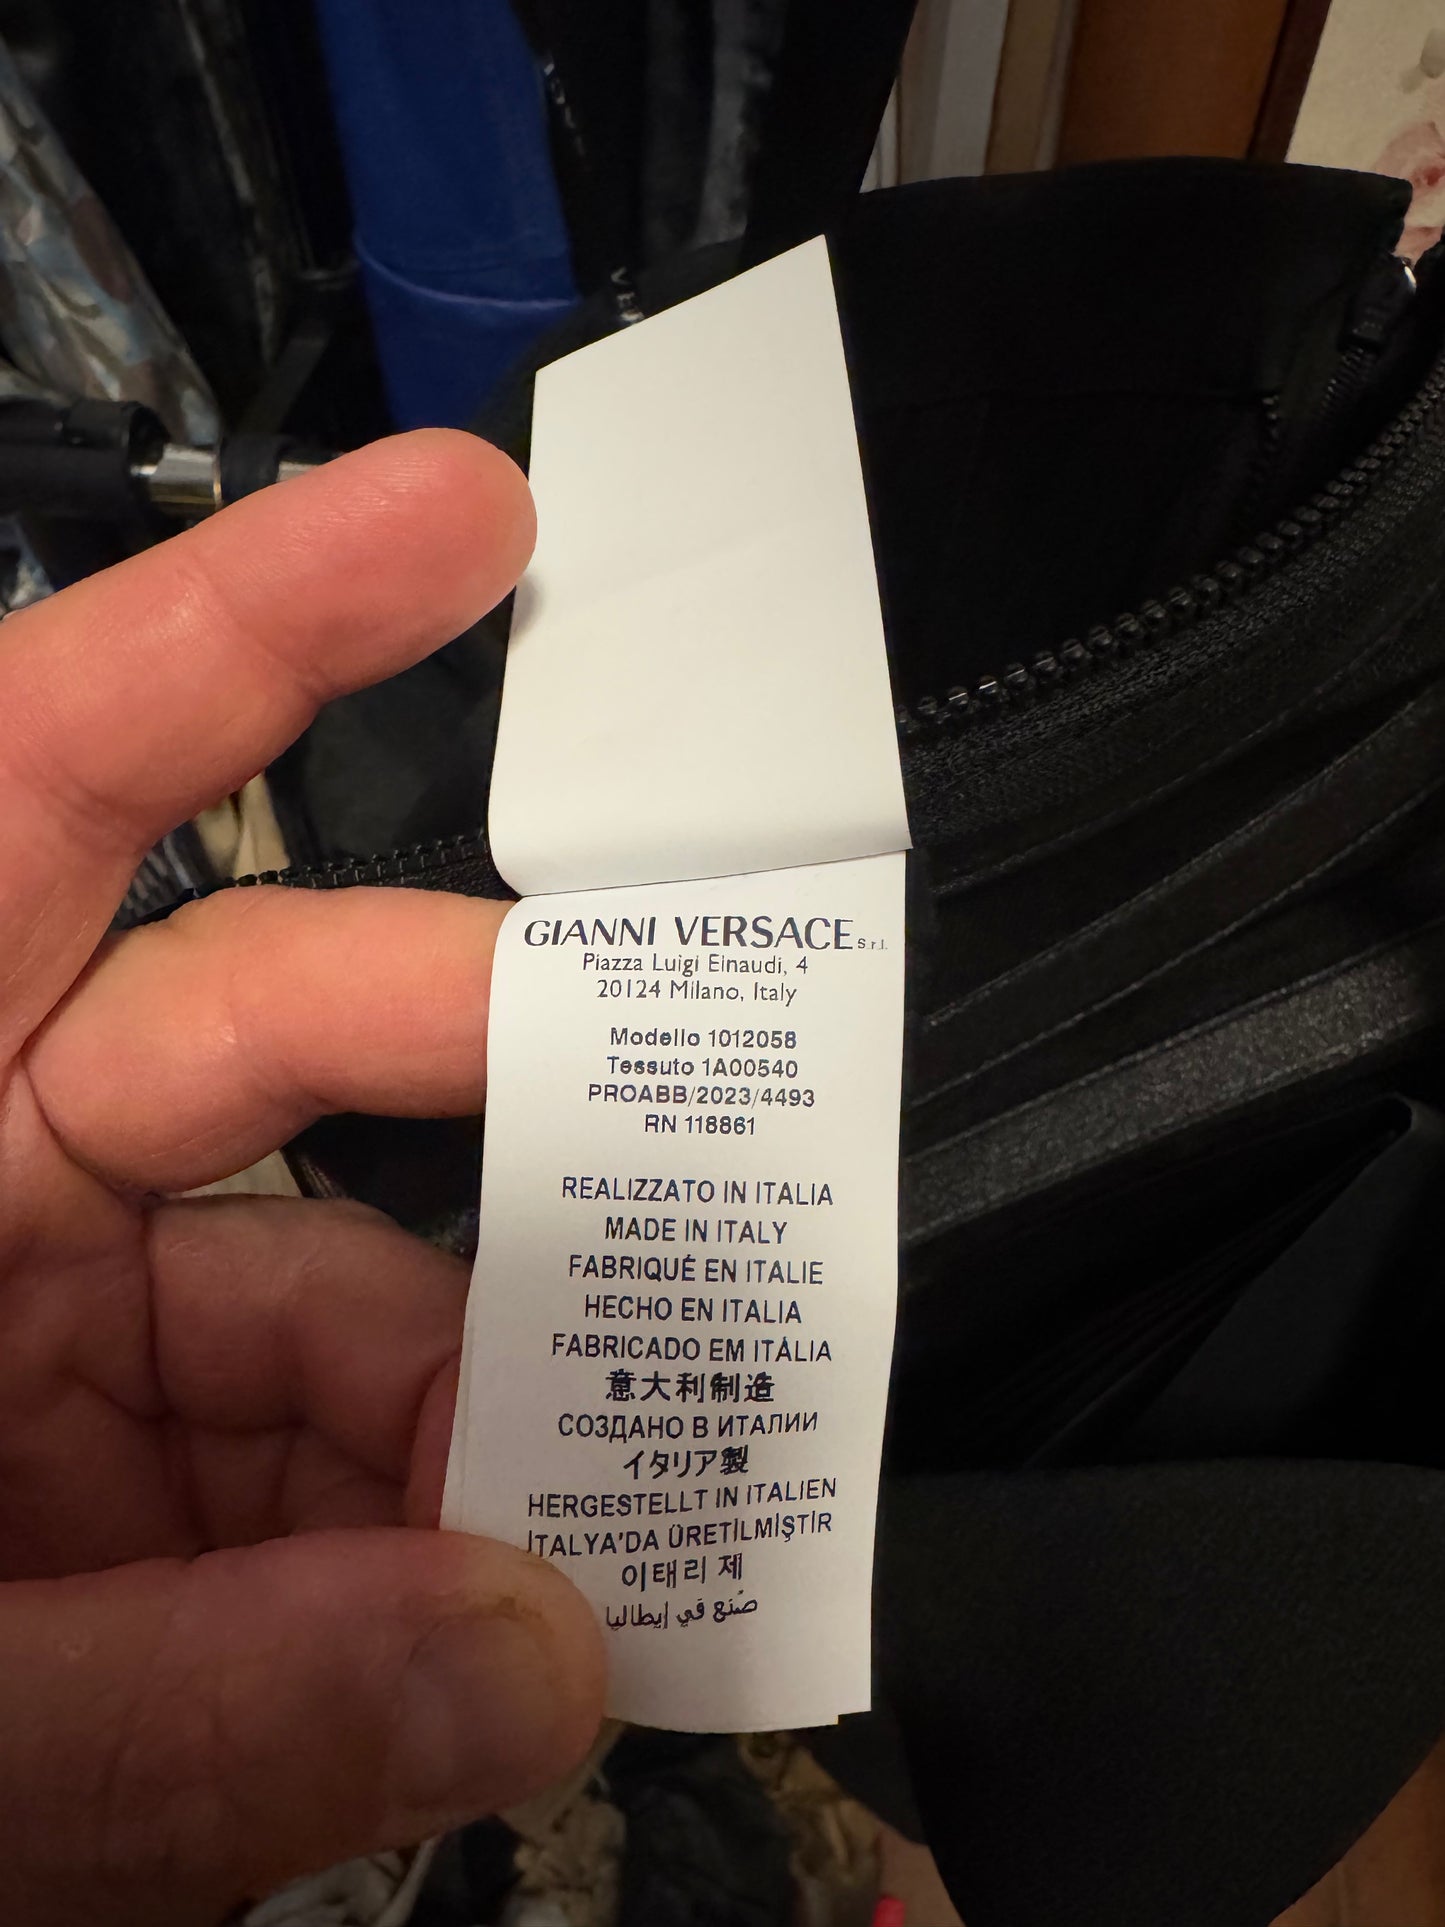 GIANNI VERSACE S.r.l.
Piazza Luigi Einaudi, 4
20124 Milano, Italy
Modello 1012058
Tessuto 1A00540
PROABB/2023/4493
RN 118861
REALIZZATO IN ITALIA
MADE IN ITALY
FABRIQUÉ EN ITALIE
HECHO EN ITALIA
FABRICADO EM ITÁLIA
意大利制造
СОЗДАНО В ИТАЛИИ
イタリア製
HERGESTELLT IN ITALIEN
İTALYA'DA ÜRETİLMİŞTİR
이태리 제
صُنع في إيطاليا